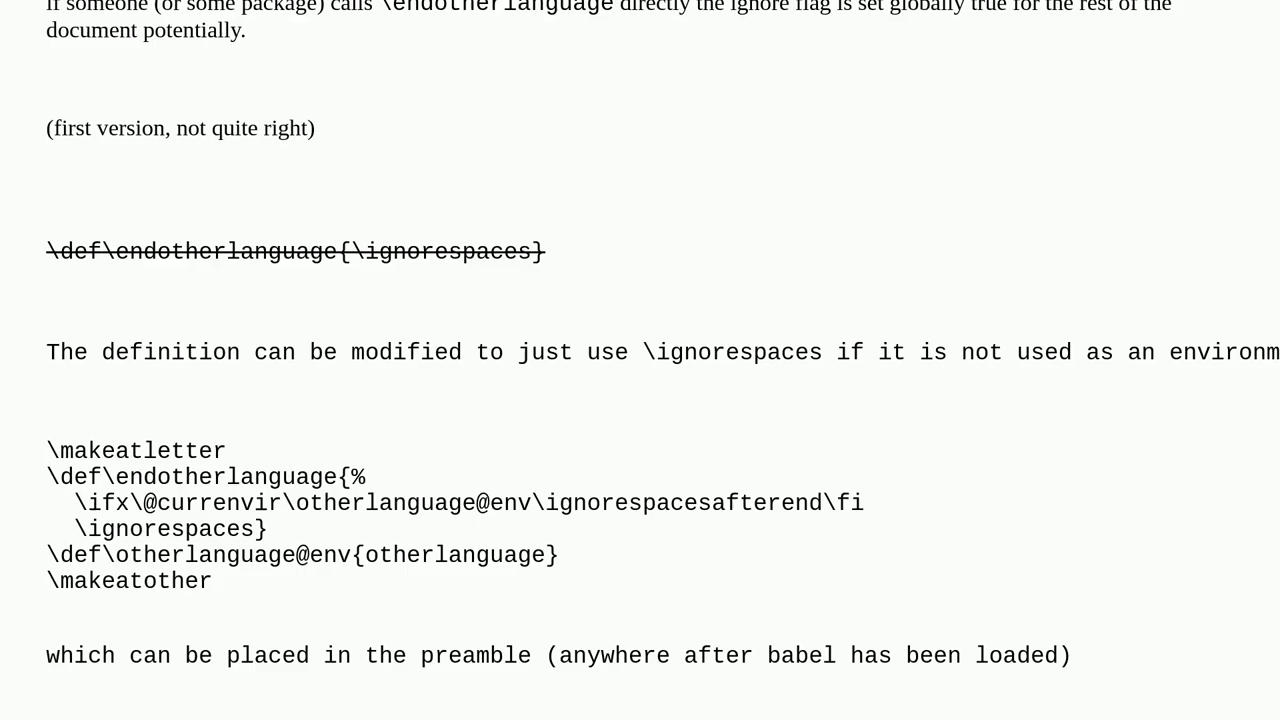 if someone (or some package) calls \endotherlanguage directly the ignore flag is set globally true for the rest of the
document potentially.
(first version, not quite right)
\def\endotherlanguage{\ignorespaces}
The definition can be modified to just use \ignorespaces if it is not used as an environm
\makeatletter
\def\endotherlanguage{%
  \ifx\@currenvir\otherlanguage@env\ignorespacesafterend\fi
  \ignorespaces}
\def\otherlanguage@env{otherlanguage}
\makeatother
which can be placed in the preamble (anywhere after babel has been loaded)